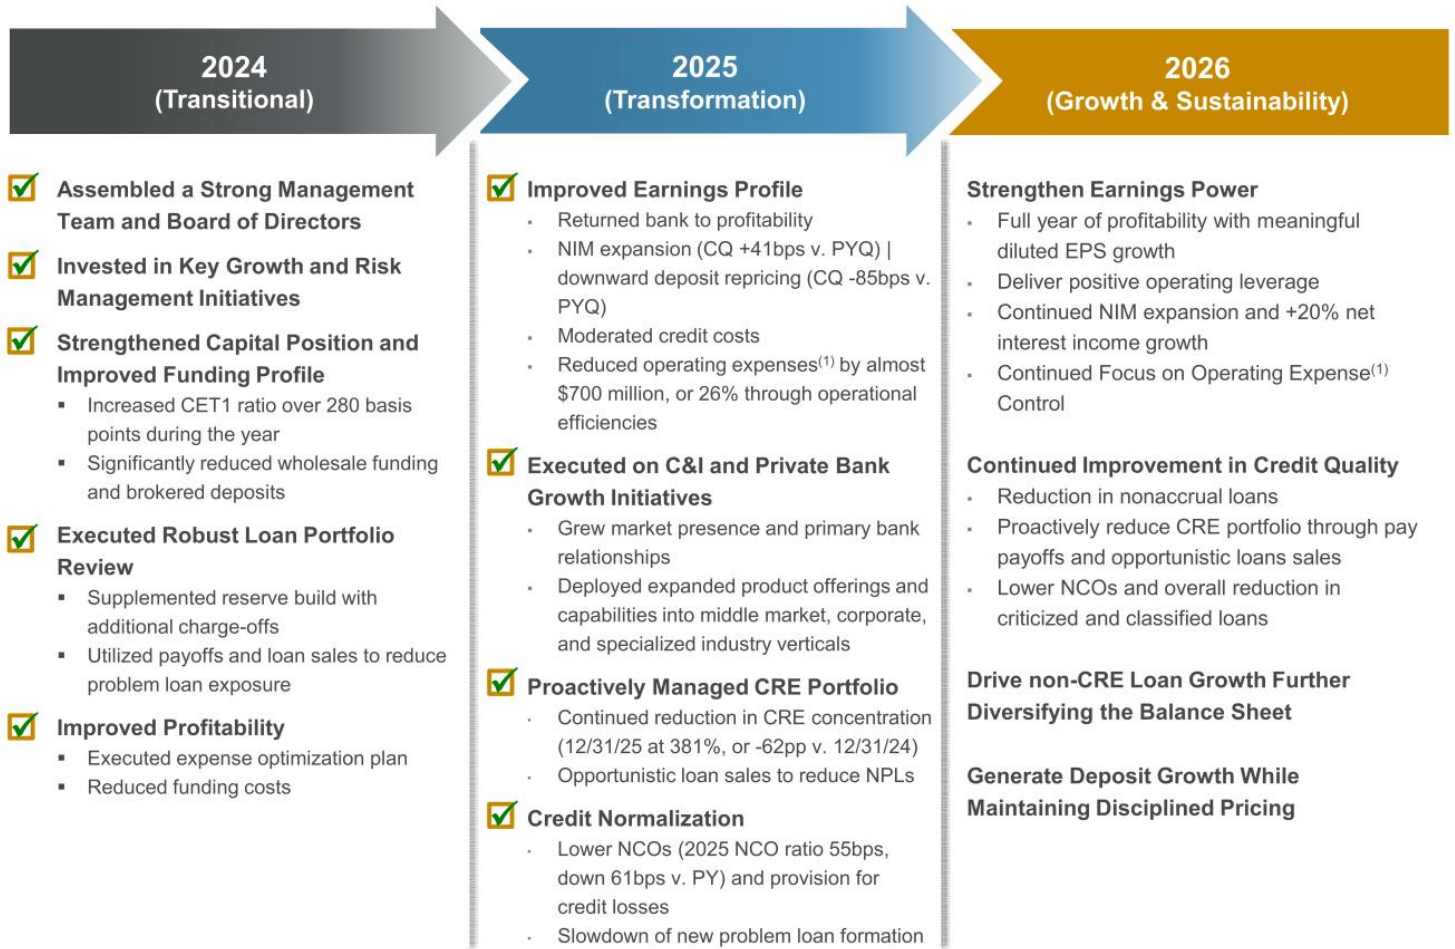 2024
(Transitional)
2025
(Transformation)
2026
(Growth & Sustainability)
Assembled a Strong Management
Team and Board of Directors
Invested in Key Growth and Risk
Management Initiatives
Strengthened Capital Position and
Improved Funding Profile
▪ Increased CET1 ratio over 280 basis
points during the year
▪ Significantly reduced wholesale funding
and brokered deposits
Executed Robust Loan Portfolio
Review
▪ Supplemented reserve build with
additional charge-offs
▪ Utilized payoffs and loan sales to reduce
problem loan exposure
Improved Profitability
▪ Executed expense optimization plan
▪ Reduced funding costs
Improved Earnings Profile
▪ Returned bank to profitability
▪ NIM expansion (CQ +41bps v. PYQ) |
downward deposit repricing (CQ -85bps v.
PYQ)
▪ Moderated credit costs
▪ Reduced operating expenses(1) by almost
$700 million, or 26% through operational
efficiencies
Executed on C&I and Private Bank
Growth Initiatives
▪ Grew market presence and primary bank
relationships
▪ Deployed expanded product offerings and
capabilities into middle market, corporate,
and specialized industry verticals
Proactively Managed CRE Portfolio
▪ Continued reduction in CRE concentration
(12/31/25 at 381%, or -62pp v. 12/31/24)
▪ Opportunistic loan sales to reduce NPLs
Credit Normalization
▪ Lower NCOs (2025 NCO ratio 55bps,
down 61bps v. PY) and provision for
credit losses
▪ Slowdown of new problem loan formation
Strengthen Earnings Power
▪ Full year of profitability with meaningful
diluted EPS growth
▪ Deliver positive operating leverage
▪ Continued NIM expansion and +20% net
interest income growth
▪ Continued Focus on Operating Expense(1)
Control
Continued Improvement in Credit Quality
▪ Reduction in nonaccrual loans
▪ Proactively reduce CRE portfolio through pay
payoffs and opportunistic loans sales
▪ Lower NCOs and overall reduction in
criticized and classified loans
Drive non-CRE Loan Growth Further
Diversifying the Balance Sheet
Generate Deposit Growth While
Maintaining Disciplined Pricing